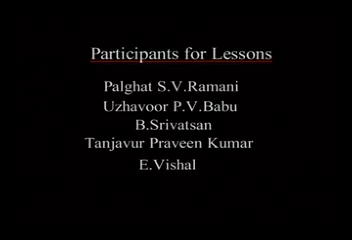 Participants for Lessons
Palghat S.V.Ramani
Uzhavoor P.V.Babu
B.Srivatsan
Tanjavur Praveen Kumar
E.Vishal